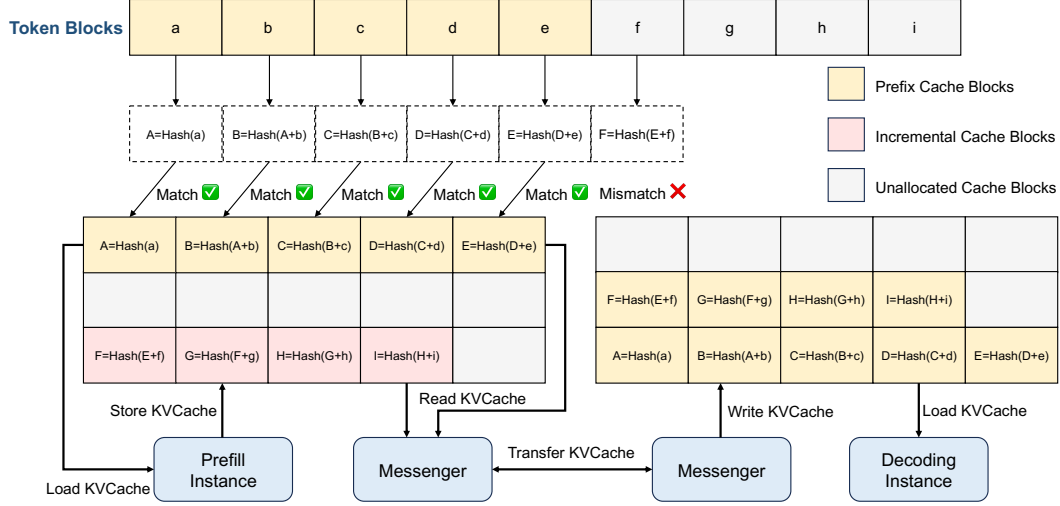 Token Blocks a b c d e f g h i
Prefix Cache Blocks
Incremental Cache Blocks
Unallocated Cache Blocks
A=Hash(a) B=Hash(A+b) C=Hash(B+c) D=Hash(C+d) E=Hash(D+e) F=Hash(E+f)
Match ✅ Match ✅ Match ✅ Match ✅ Match ✅ Mismatch ❌
A=Hash(a) B=Hash(A+b) C=Hash(B+c) D=Hash(C+d) E=Hash(D+e)
F=Hash(E+f) G=Hash(F+g) H=Hash(G+h) I=Hash(H+i)
F=Hash(E+f) G=Hash(F+g) H=Hash(G+h) I=Hash(H+i)
A=Hash(a) B=Hash(A+b) C=Hash(B+c) D=Hash(C+d) E=Hash(D+e)
Store KVCache
Read KVCache
Write KVCache
Load KVCache
Load KVCache
Prefill
Instance
Messenger
Transfer KVCache
Messenger
Decoding
Instance